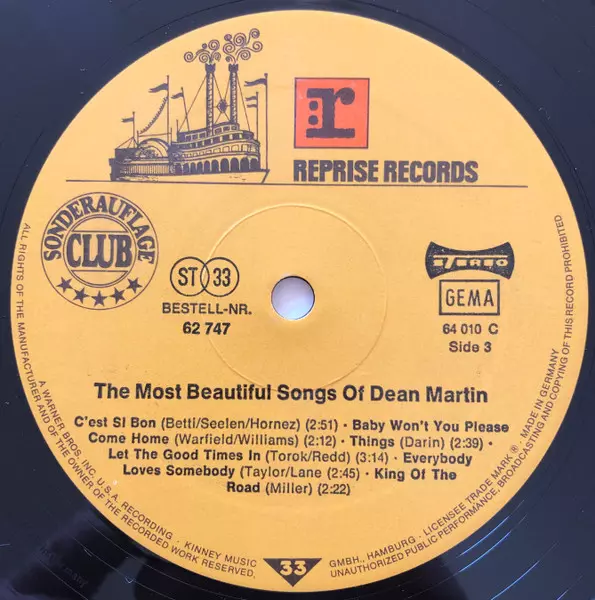 r:
REPRISE RECORDS
SONDERAUFLAGE
CLUB
ST 33
BESTELL-NR.
62 747
STEREO
GEMA
64 010 C
Side 3
The Most Beautiful Songs Of Dean Martin
C'est SI Bon (Betti/Seelen/Hornez) (2:51) · Baby Won't You Please
Come Home (Warfield/Williams) (2:12) · Things (Darin) (2:39) ·
Let The Good Times In (Torok/Redd) (3:14) · Everybody
Loves Somebody (Taylor/Lane) (2:45) · King Of The
Road (Miller) (2:22)
ALL RIGHTS OF THE MANUFACTURER AND OF THE OWNER OF THE RECORDED WORK RESERVED,
A WARNER BROS. INC. U.S.A. RECORDING · KINNEY MUSIC
33
GMBH., HAMBURG · LICENSEE TRADE MARK ® · MADE IN GERMANY
UNAUTHORIZED PUBLIC PERFORMANCE, BROADCASTING AND COPYING OF THIS RECORD PROHIBITED